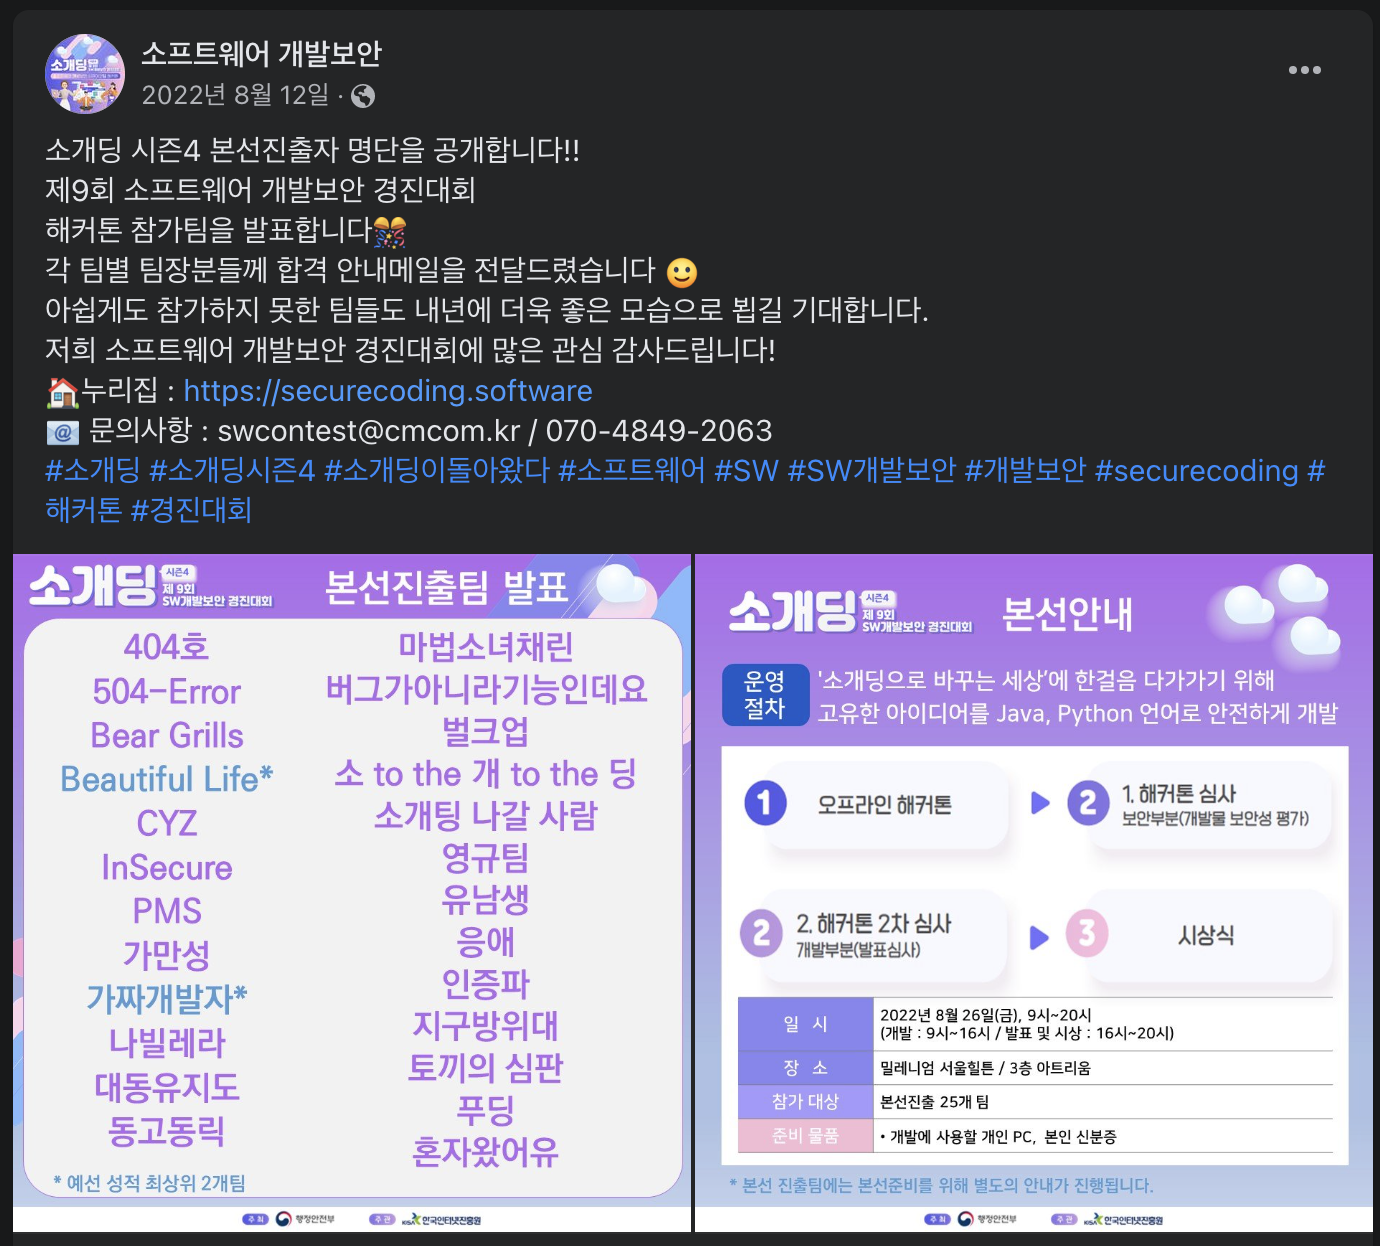 소프트웨어 개발보안
2022년 8월 12일 ·
소개딩 시즌4 본선진출자 명단을 공개합니다!!
제9회 소프트웨어 개발보안 경진대회
해커톤 참가팀을 발표합니다🎊
각 팀별 팀장분들께 합격 안내메일을 전달드렸습니다 🙂
아쉽게도 참가하지 못한 팀들도 내년에 더욱 좋은 모습으로 뵙길 기대합니다.
저희 소프트웨어 개발보안 경진대회에 많은 관심 감사드립니다!
🏠누리집 : https://securecoding.software
📧 문의사항 : swcontest@cmcom.kr / 070-4849-2063
#소개딩 #소개딩시즌4 #소개딩이돌아왔다 #소프트웨어 #SW #SW개발보안 #개발보안 #securecoding #
해커톤 #경진대회
소개딩 시즌4
제 9회
SW개발보안 경진대회
본선진출팀 발표
404호
504-Error
Bear Grills
Beautiful Life*
CYZ
InSecure
PMS
가만성
가짜개발자*
나빌레라
대동유지도
동고동릭
* 예선 성적 최상위 2개팀
마법소녀채린
버그가아니라기능인데요
벌크업
소 to the 개 to the 딩
소개팅 나갈 사람
영규팀
유남생
응애
인증파
지구방위대
토끼의 심판
푸딩
혼자왔어유
주최 행정안전부 주관 KISA 한국인터넷진흥원
소개딩 시즌4
제 9회
SW개발보안 경진대회
본선안내
운영
절차
'소개딩으로 바꾸는 세상'에 한걸음 다가가기 위해
고유한 아이디어를 Java, Python 언어로 안전하게 개발
1 오프라인 해커톤
2 1. 해커톤 심사
보안부분(개발물 보안성 평가)
2 2. 해커톤 2차 심사
개발부분(발표심사)
3 시상식
일 시 2022년 8월 26일(금), 9시~20시
(개발 : 9시~16시 / 발표 및 시상 : 16시~20시)
장 소 밀레니엄 서울힐튼 / 3층 아트리움
참가 대상 본선진출 25개 팀
준비 물품 • 개발에 사용할 개인 PC, 본인 신분증
* 본선 진출팀에는 본선준비를 위해 별도의 안내가 진행됩니다.
주최 행정안전부 주관 KISA 한국인터넷진흥원